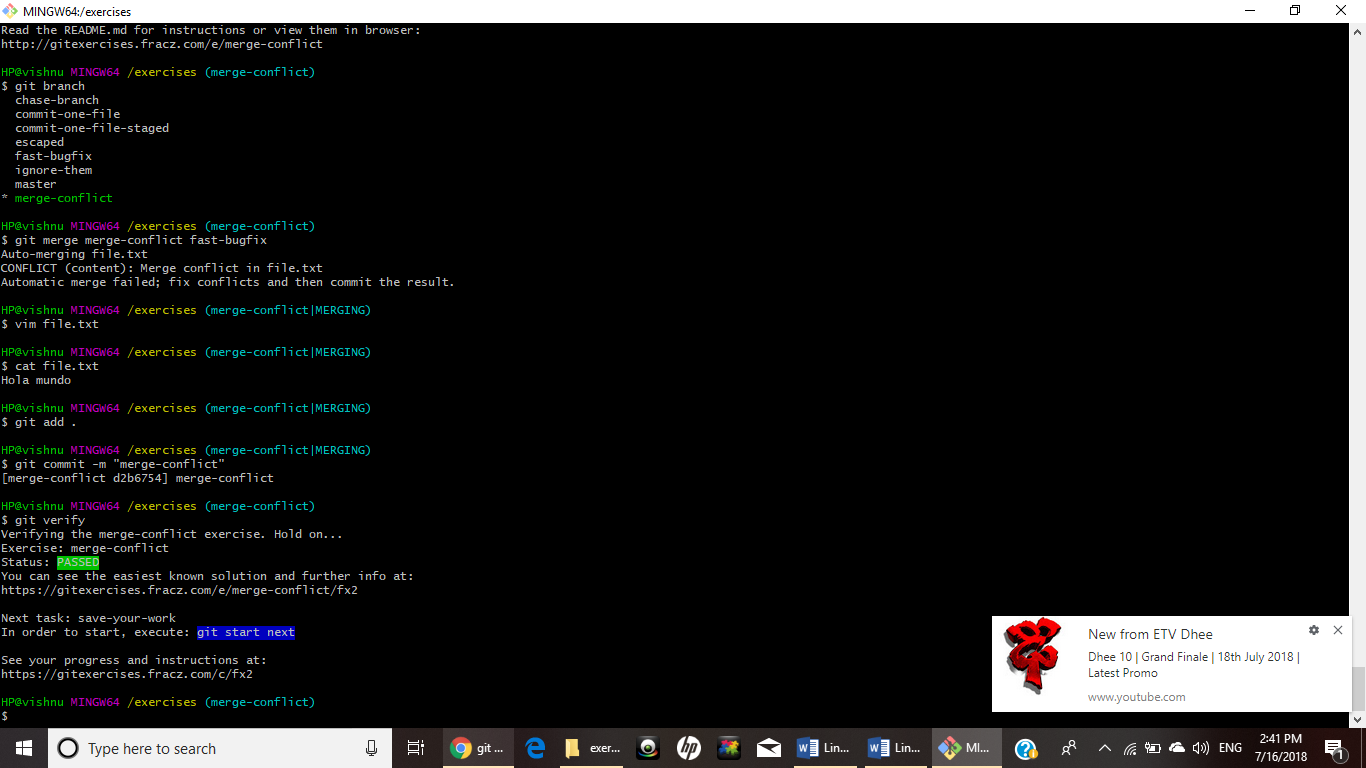 MINGW64:/exercises
Read the README.md for instructions or view them in browser:
http://gitexercises.fracz.com/e/merge-conflict
HP@vishnu MINGW64 /exercises (merge-conflict)
$ git branch
chase-branch
commit-one-file
commit-one-file-staged
escaped
fast-bugfix
ignore-them
master
* merge-conflict
HP@vishnu MINGW64 /exercises (merge-conflict)
$ git merge merge-conflict fast-bugfix
Auto-merging file.txt
CONFLICT (content): Merge conflict in file.txt
Automatic merge failed; fix conflicts and then commit the result.
HP@vishnu MINGW64 /exercises (merge-conflict|MERGING)
$ vim file.txt
HP@vishnu MINGW64 /exercises (merge-conflict|MERGING)
$ cat file.txt
Hola mundo
HP@vishnu MINGW64 /exercises (merge-conflict|MERGING)
$ git add .
HP@vishnu MINGW64 /exercises (merge-conflict|MERGING)
$ git commit -m "merge-conflict"
[merge-conflict d2b6754] merge-conflict
HP@vishnu MINGW64 /exercises (merge-conflict)
$ git verify
Verifying the merge-conflict exercise. Hold on...
Exercise: merge-conflict
Status: PASSED
You can see the easiest known solution and further info at:
https://gitexercises.fracz.com/e/merge-conflict/fx2
Next task: save-your-work
In order to start, execute: git start next
See your progress and instructions at:
https://gitexercises.fracz.com/c/fx2
HP@vishnu MINGW64 /exercises (merge-conflict)
$
New from ETV Dhee
Dhee 10 | Grand Finale | 18th July 2018 |
Latest Promo
www.youtube.com
Type here to search
git ...
exer...
hp
Lin...
Lin...
MI...
ENG
2:41 PM
7/16/2018
1